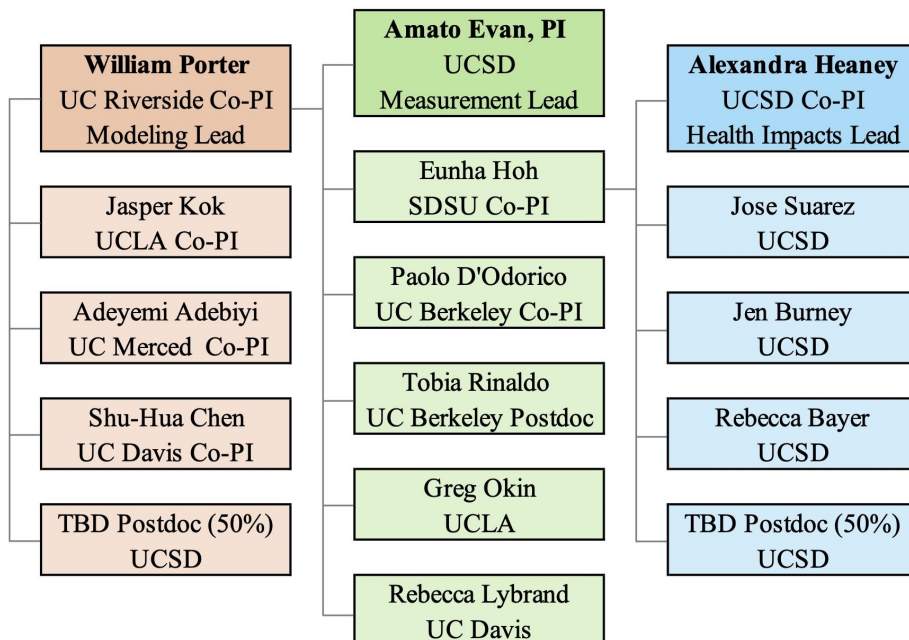 William Porter
UC Riverside Co-PI
Modeling Lead
Jasper Kok
UCLA Co-PI
Adeyemi Adebiyi
UC Merced  Co-PI
Shu-Hua Chen
UC Davis Co-PI
TBD Postdoc (50%)
UCSD
Amato Evan, PI
UCSD
Measurement Lead
Eunha Hoh
SDSU Co-PI
Paolo D'Odorico
UC Berkeley Co-PI
Tobia Rinaldo
UC Berkeley Postdoc
Greg Okin
UCLA
Rebecca Lybrand
UC Davis
Alexandra Heaney
UCSD Co-PI
Health Impacts Lead
Jose Suarez
UCSD
Jen Burney
UCSD
Rebecca Bayer
UCSD
TBD Postdoc (50%)
UCSD